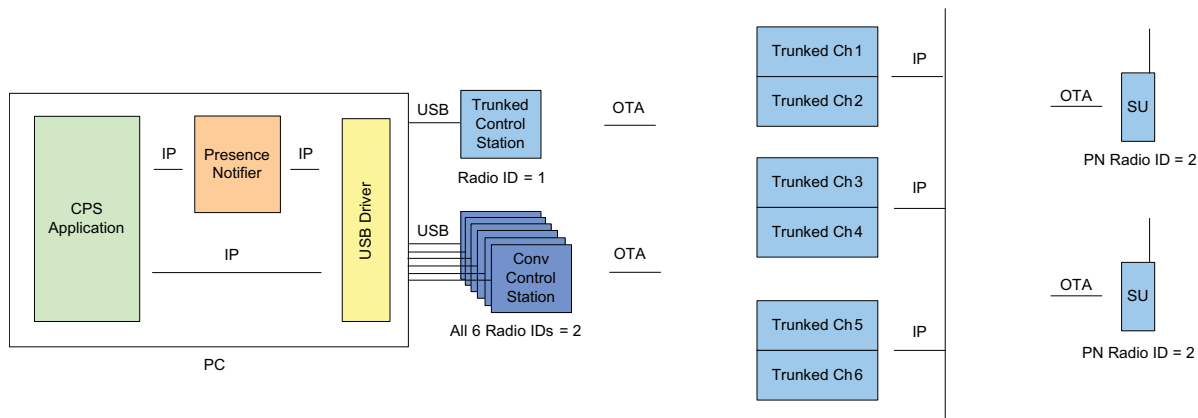 CPS
Application
IP
Presence
Notifier
IP
IP
USB Driver
PC
USB
Trunked
Control
Station
Radio ID = 1
USB
Conv
Control
Station
All 6 Radio IDs = 2
OTA
OTA
Trunked Ch1
Trunked Ch2
IP
Trunked Ch3
Trunked Ch4
IP
Trunked Ch5
Trunked Ch6
IP
OTA
SU
PN Radio ID = 2
OTA
SU
PN Radio ID = 2